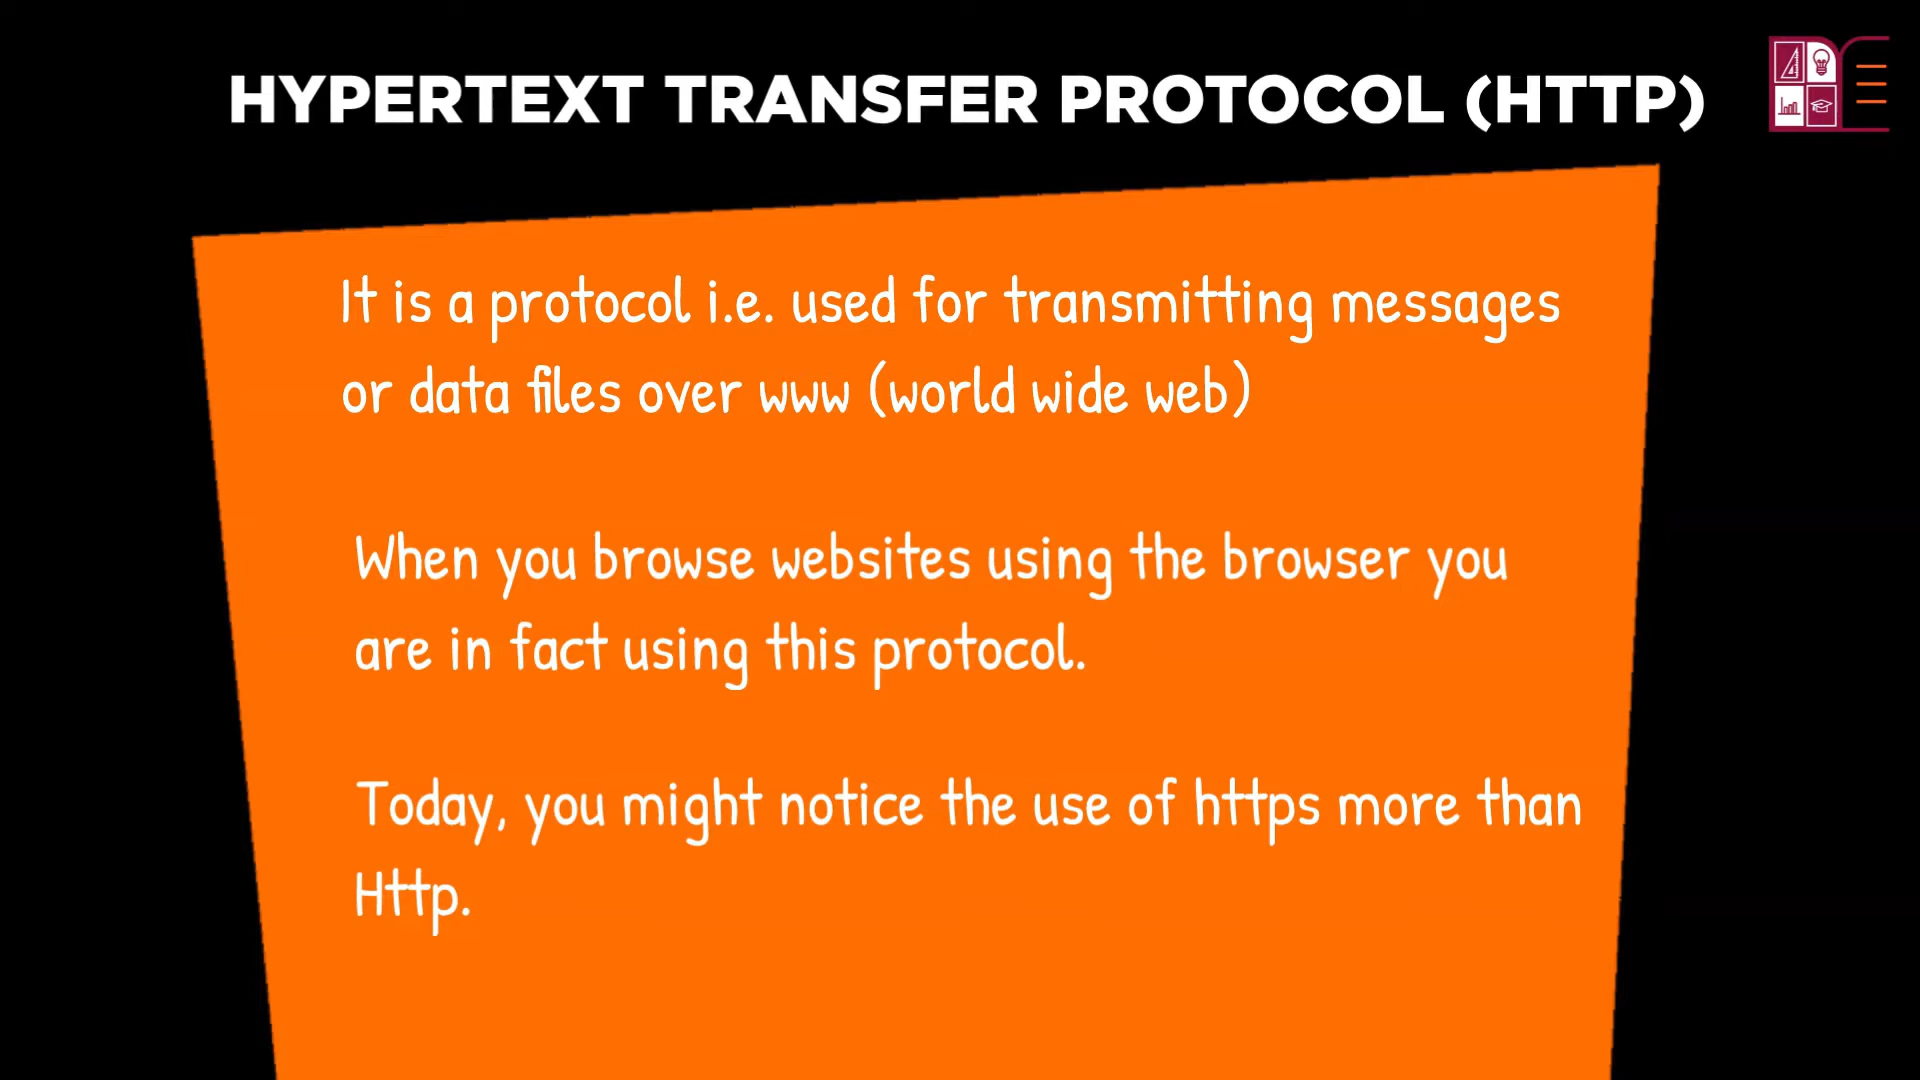 HYPERTEXT TRANSFER PROTOCOL (HTTP)
It is a protocol i.e. used for transmitting messages
or data files over www (world wide web)
When you browse websites using the browser you
are in fact using this protocol.
Today, you might notice the use of https more than
Http.